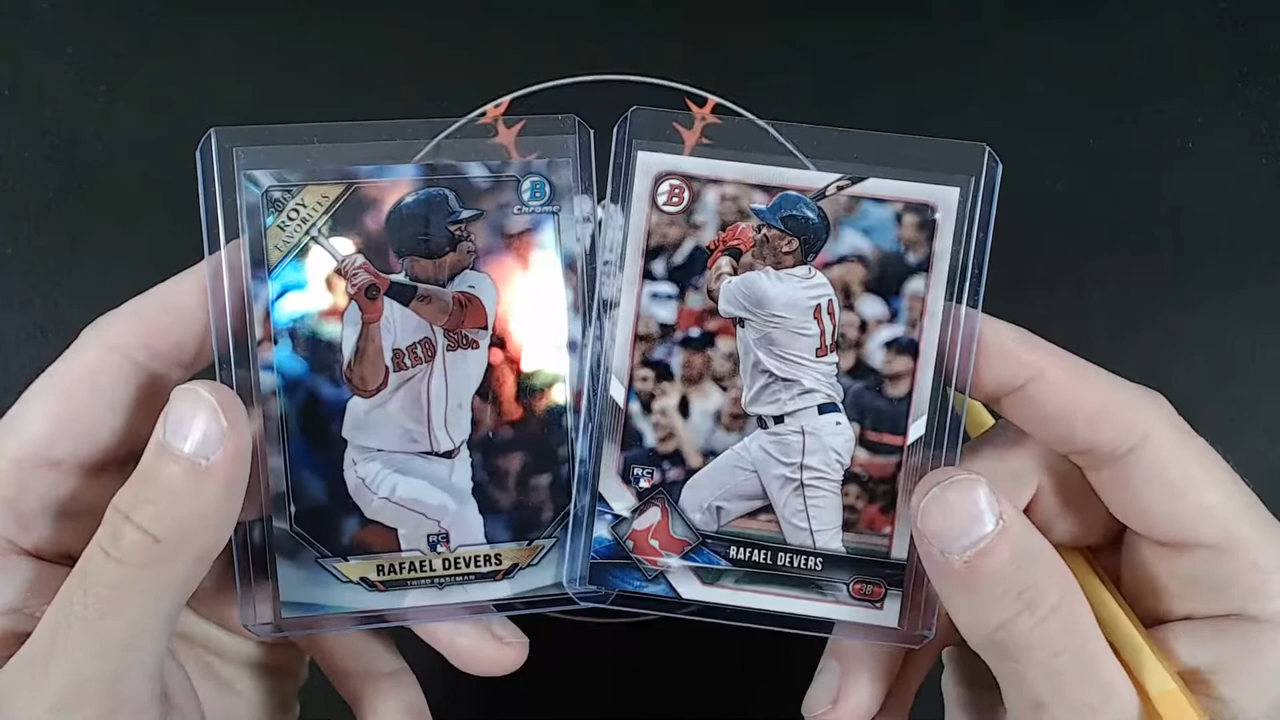 2018
ROY
FAVORITES
B
Chrome
RED SOX
RC
RAFAEL DEVERS
THIRD BASEMAN
B
11
RC
RAFAEL DEVERS
3B